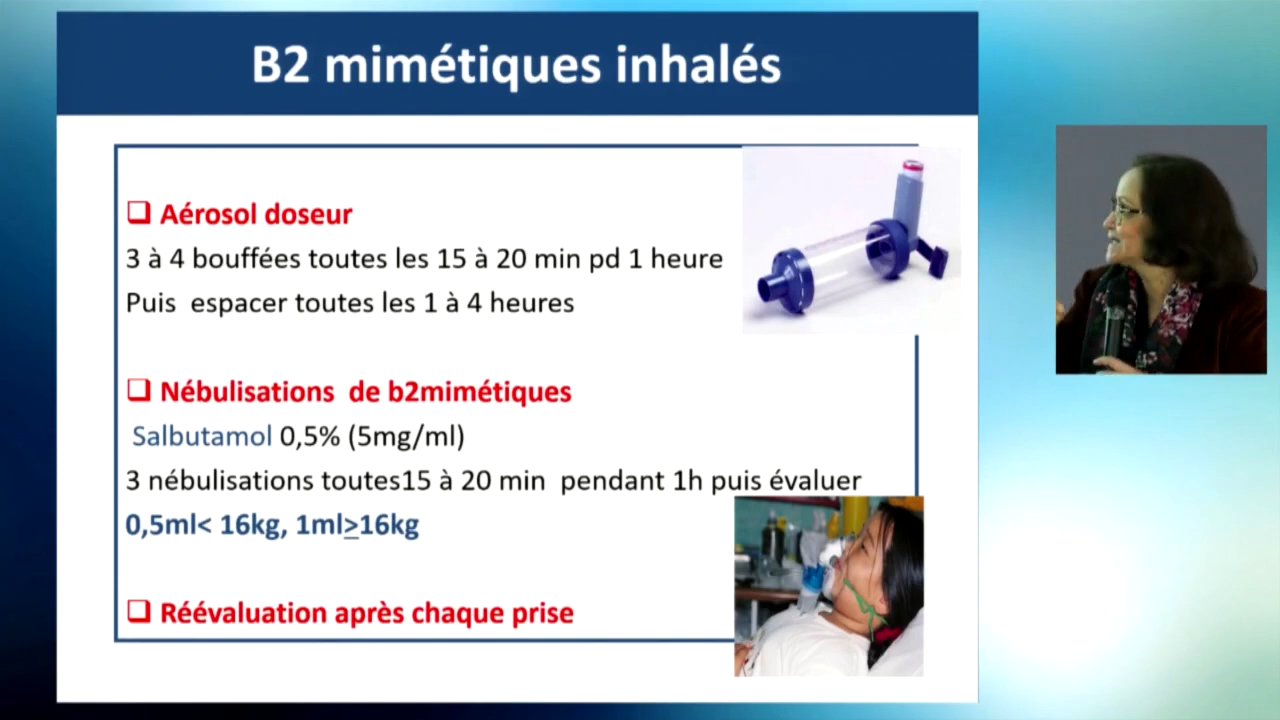 B2 mimétiques inhalés
Aérosol doseur
3 à 4 bouffées toutes les 15 à 20 min pd 1 heure
Puis espacer toutes les 1 à 4 heures
Nébulisations de b2mimétiques
Salbutamol 0,5% (5mg/ml)
3 nébulisations toutes15 à 20 min pendant 1h puis évaluer
0,5ml< 16kg, 1ml≥16kg
Réévaluation après chaque prise